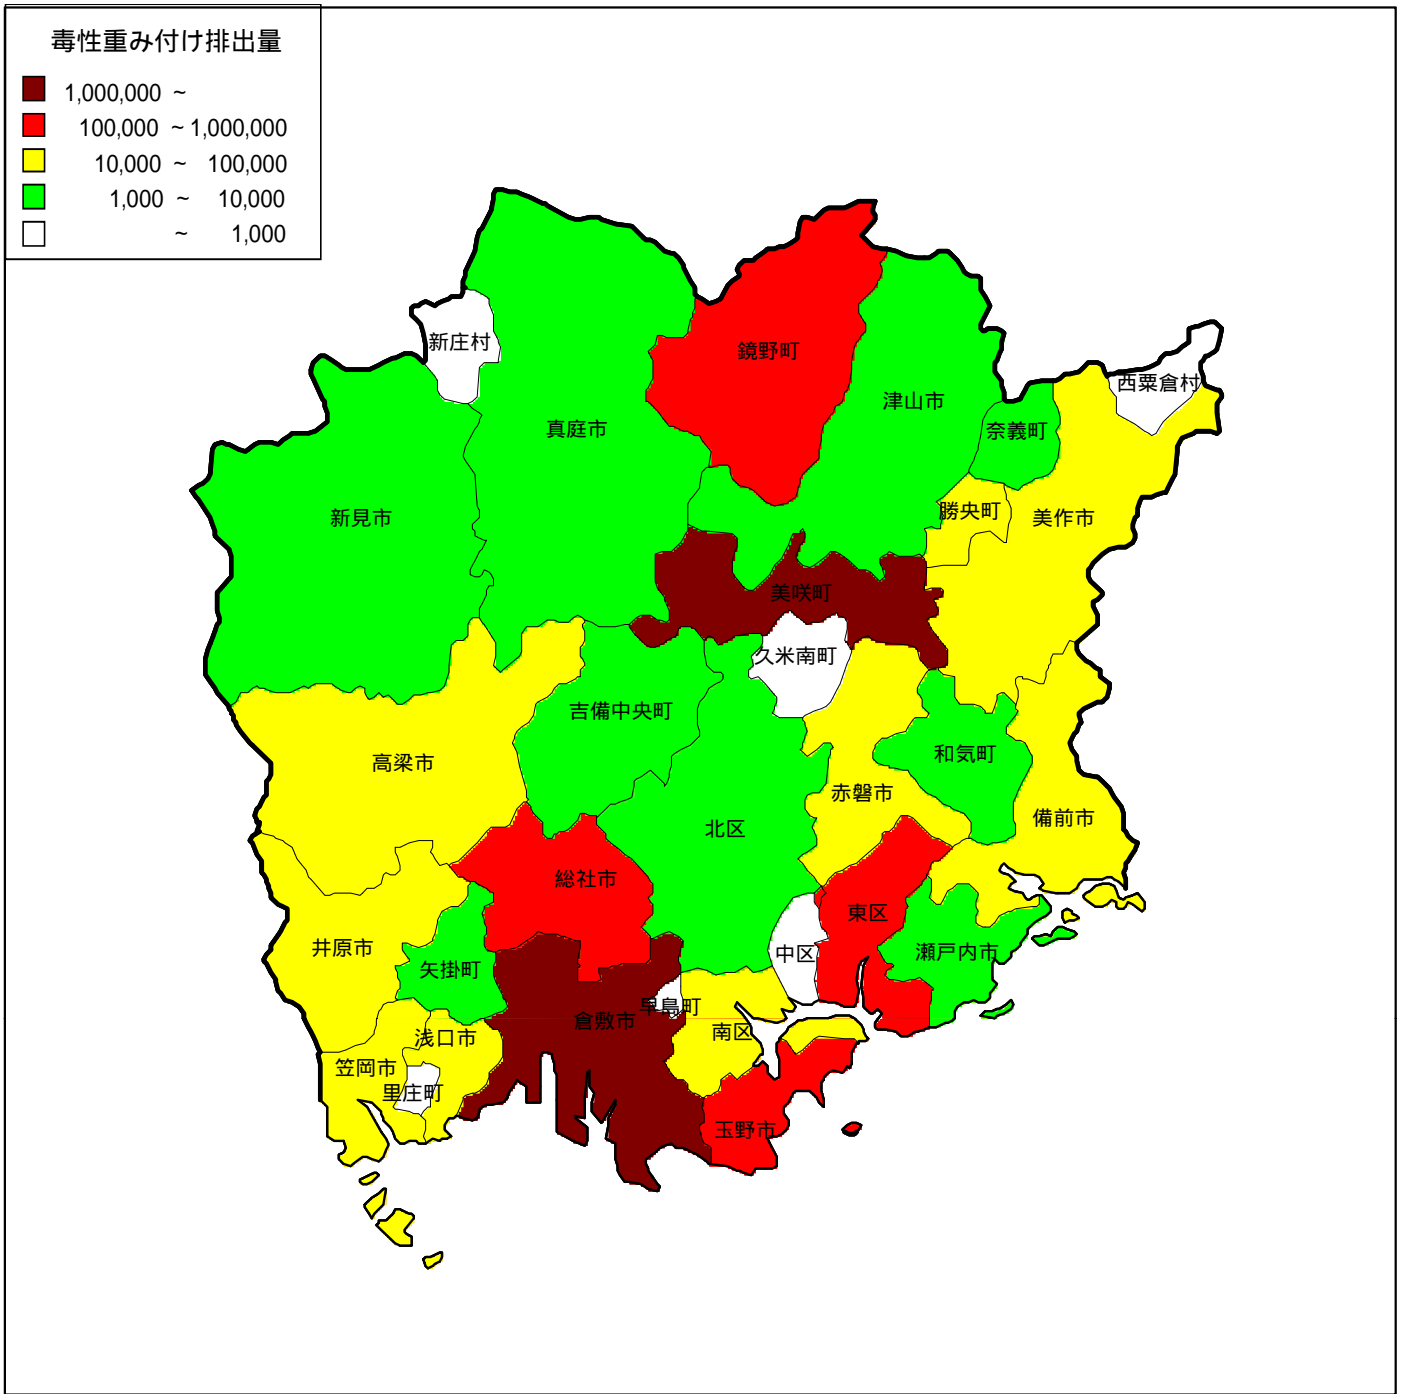 毒性重み付け排出量
1,000,000 ~
100,000 ~ 1,000,000
10,000 ~ 100,000
1,000 ~ 10,000
~ 1,000
新庄村
鏡野町
西粟倉村
津山市
真庭市
奈義町
勝央町
新見市
美作市
美咲町
久米南町
吉備中央町
和気町
高梁市
赤磐市
備前市
北区
総社市
東区
井原市
中区
瀬戸内市
矢掛町
早島町
倉敷市
南区
浅口市
笠岡市
里庄町
玉野市